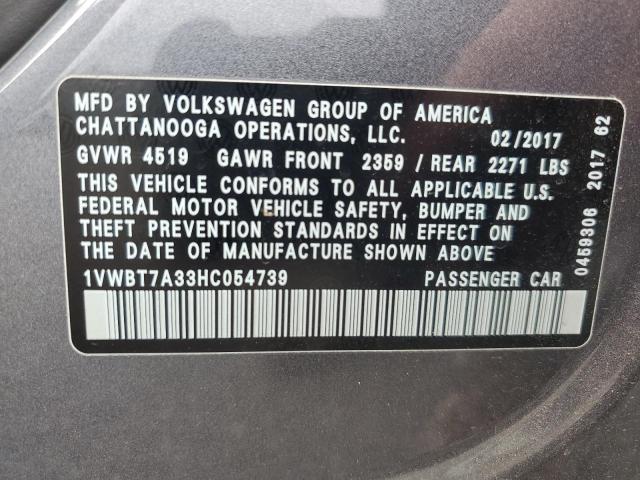 MFD BY VOLKSWAGEN GROUP OF AMERICA
CHATTANOOGA OPERATIONS, LLC. 02/2017
GVWR 4519 GAWR FRONT 2359 / REAR 2271 LBS
THIS VEHICLE CONFORMS TO ALL APPLICABLE U.S.
FEDERAL MOTOR VEHICLE SAFETY, BUMPER AND
THEFT PREVENTION STANDARDS IN EFFECT ON
THE DATE OF MANUFACTURE SHOWN ABOVE
1VWBT7A33HC054739 PASSENGER CAR
0459306 2017 62